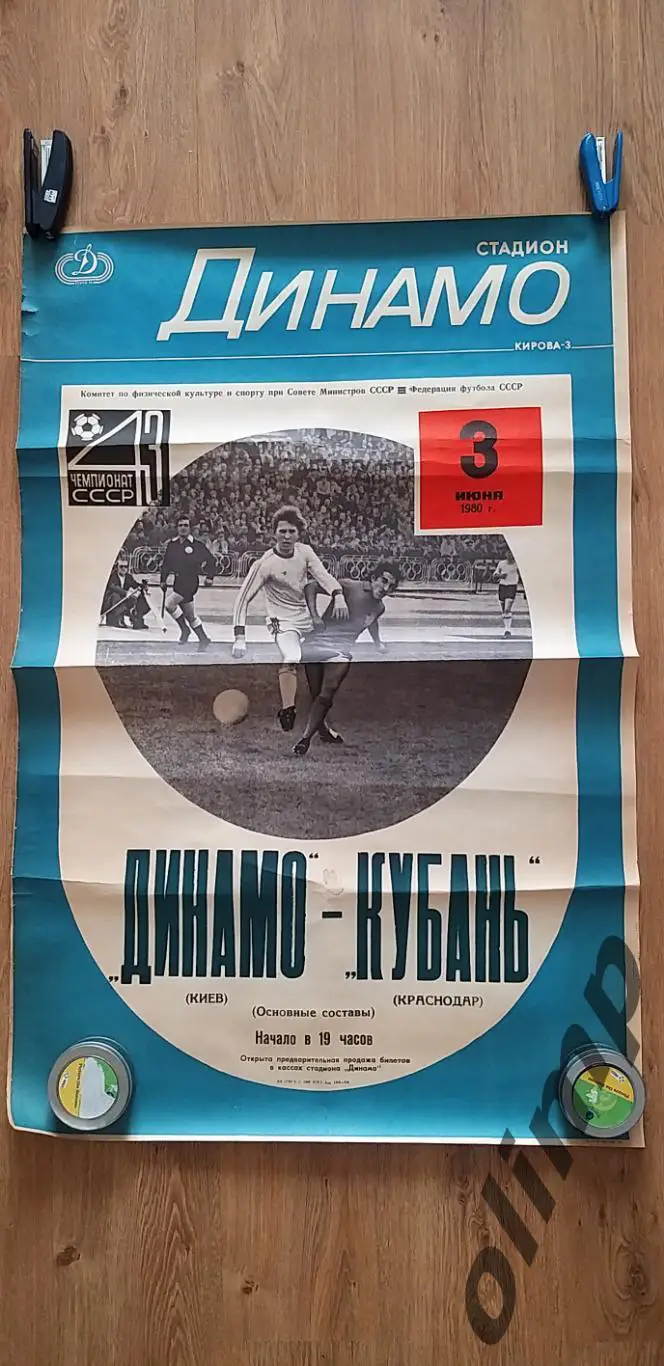 СТАДИОН
Д
ДИНАМО
КИРОВА-3
Комитет по физической культуре и спорту при Совете Министров СССР Федерация футбола СССР
43
ЧЕМПИОНАТ
СССР
3
ИЮНЯ
1980 г.
„ДИНАМО“ – „КУБАНЬ“
(КИЕВ) (КРАСНОДАР)
(Основные составы)
Начало в 19 часов
Открыта предварительная продажа билетов
в кассах стадиона „Динамо“
olimp